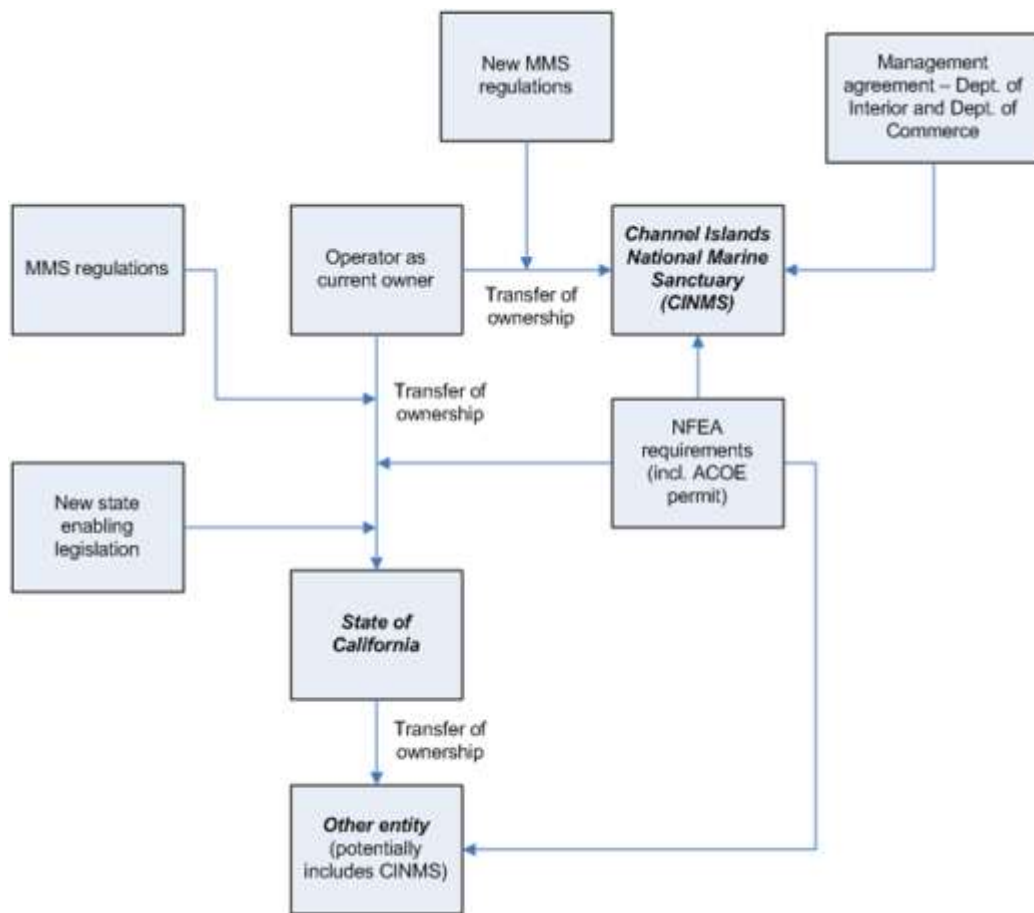 New MMS
regulations
Management
agreement – Dept. of
Interior and Dept. of
Commerce
MMS regulations
Operator as
current owner
Transfer of
ownership
Channel Islands
National Marine
Sanctuary
(CINMS)
Transfer of
ownership
NFEA
requirements
(incl. ACOE
permit)
New state
enabling
legislation
State of
California
Transfer of
ownership
Other entity
(potentially
includes CINMS)